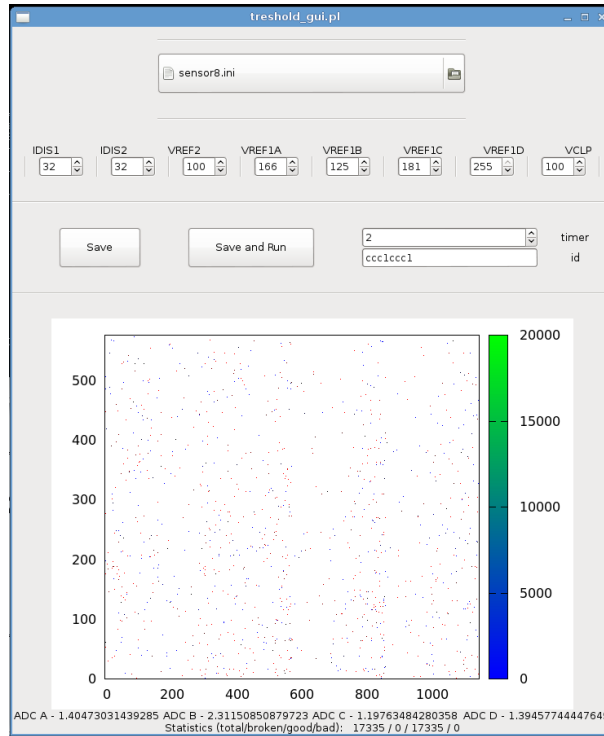 treshold_gui.pl
sensor8.ini
IDIS1 IDIS2 VREF2 VREF1A VREF1B VREF1C VREF1D VCLP
32 32 100 166 125 181 255 100
Save Save and Run 2 timer
ccc1ccc1 id
20000
500
400 15000
300
10000
200
5000
100
0 0
0 200 400 600 800 1000
ADC A - 1.40473031439285 ADC B - 2.31150850879723 ADC C - 1.19763484280358 ADC D - 1.3945774444764
Statistics (total/broken/good/bad): 17335 / 0 / 17335 / 0